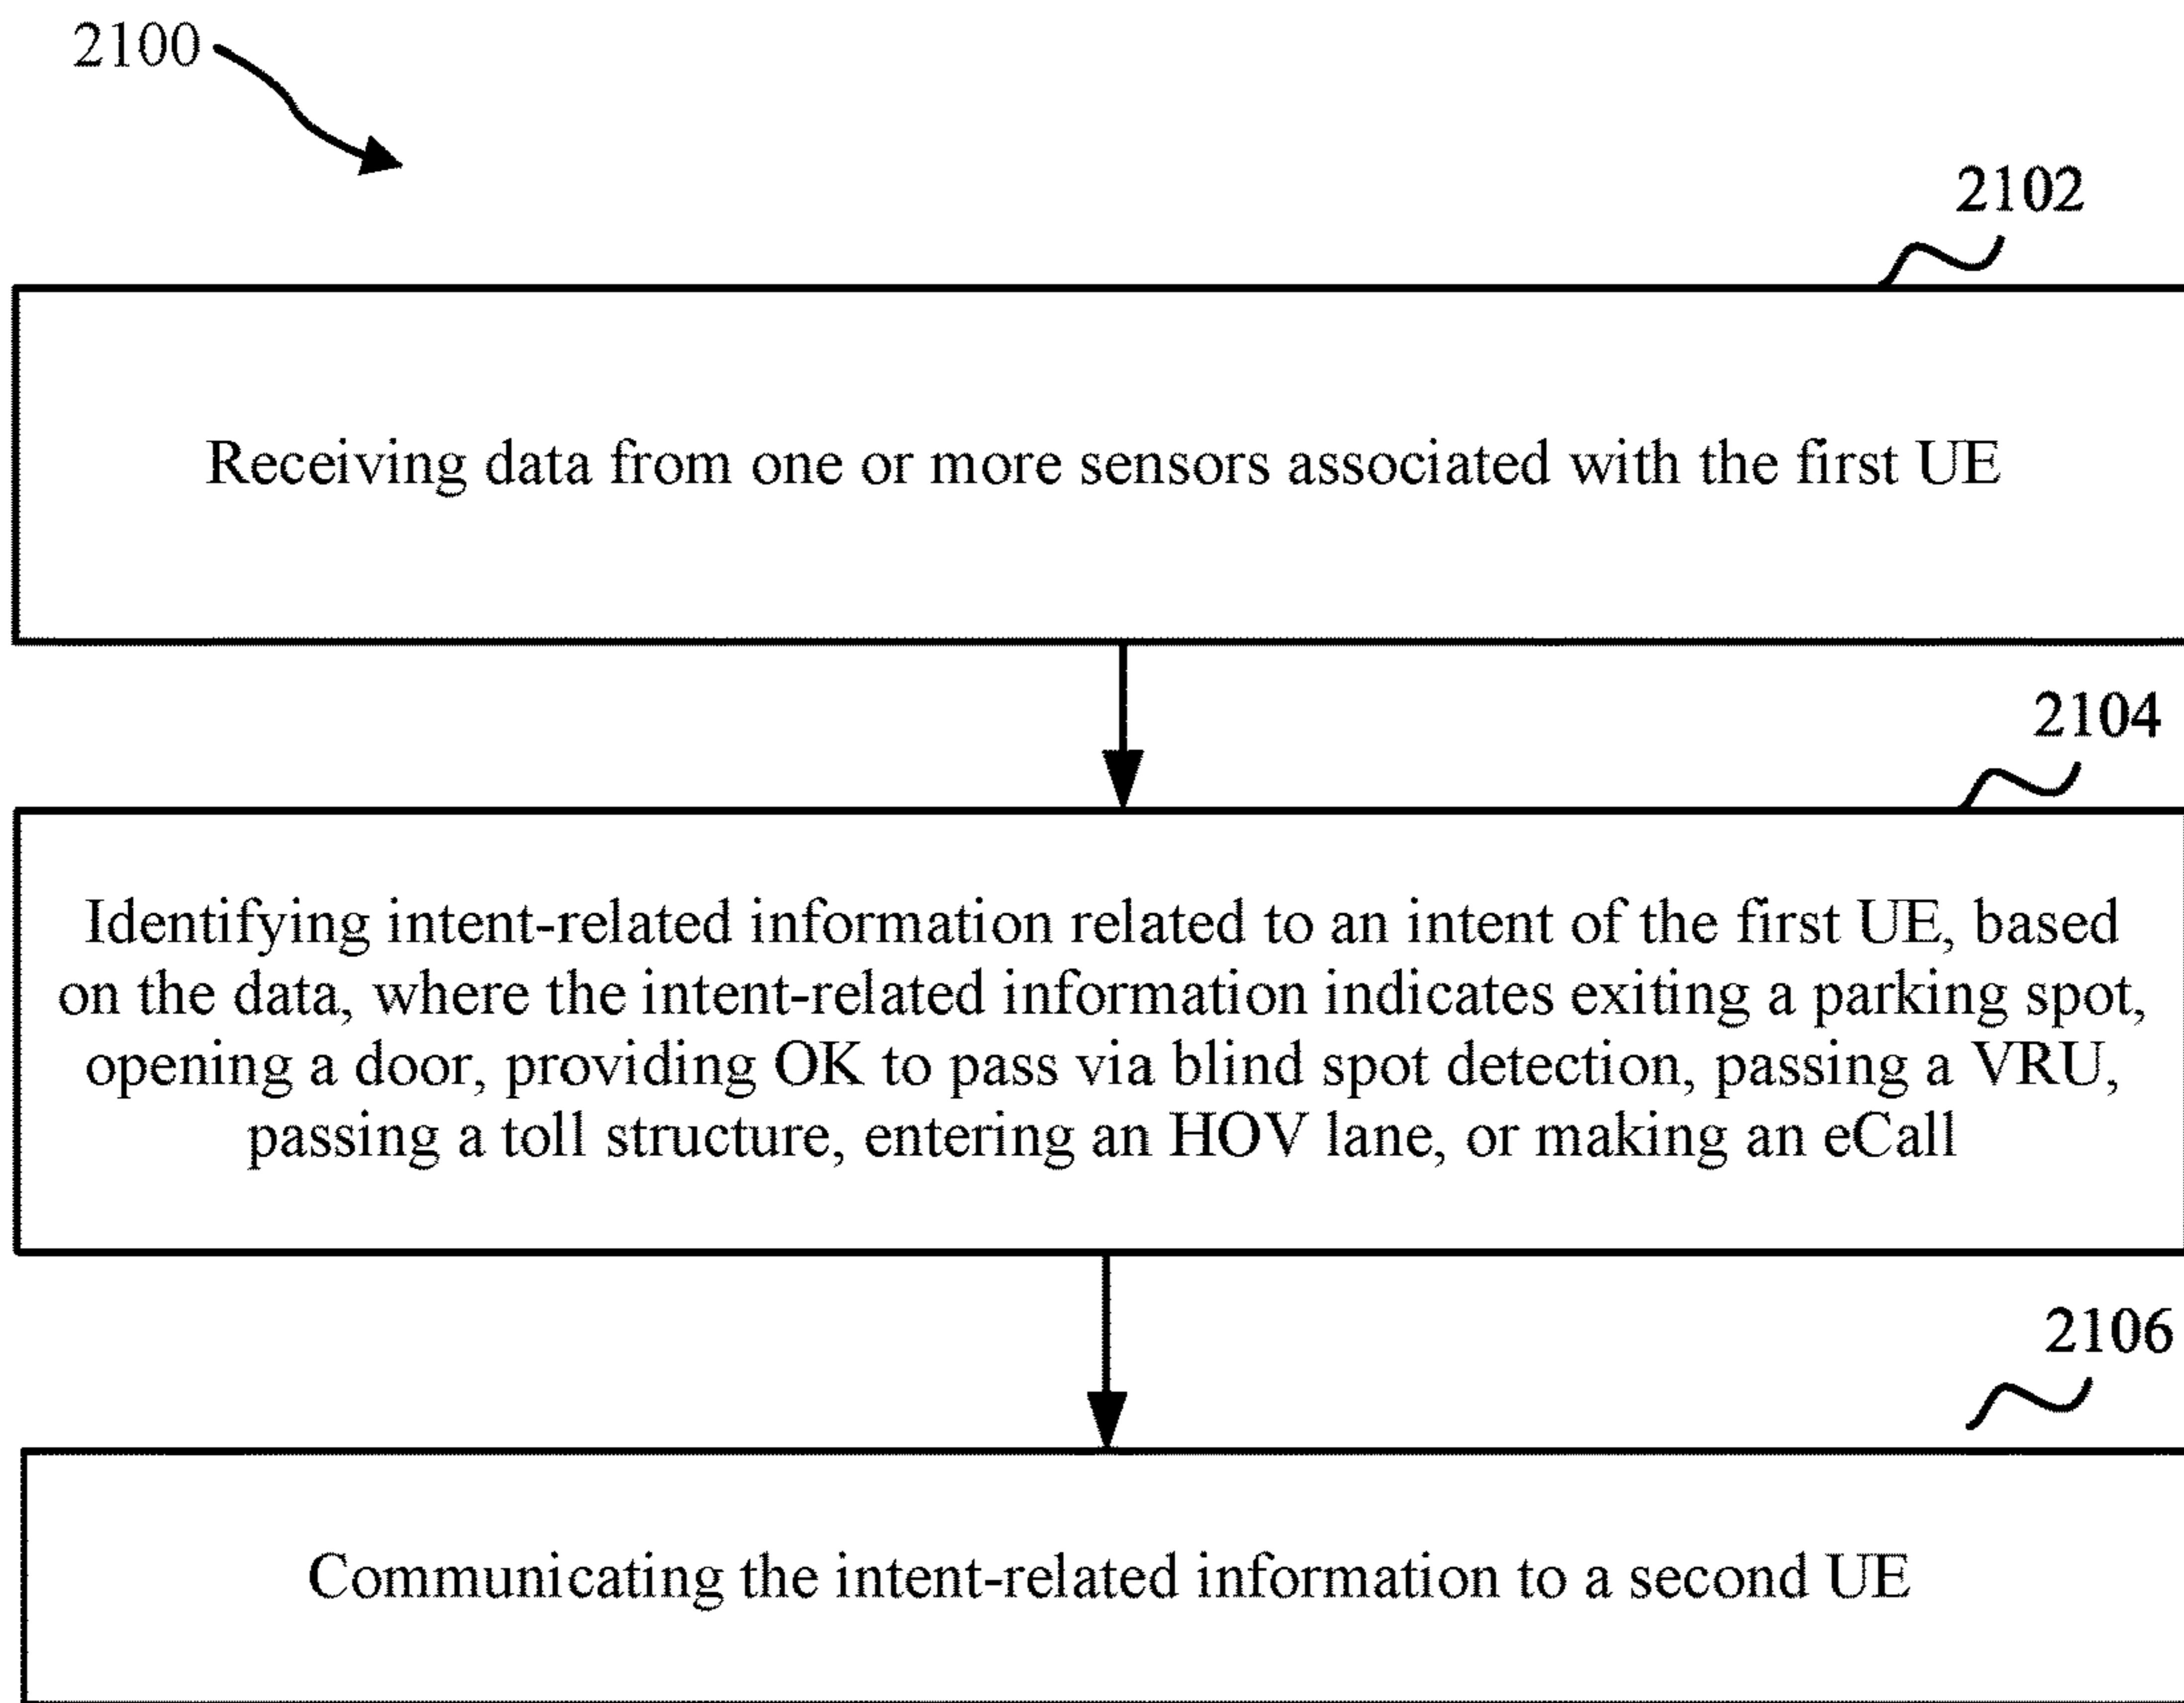 2100
2102
Receiving data from one or more sensors associated with the first UE
2104
Identifying intent-related information related to an intent of the first UE, based
on the data, where the intent-related information indicates exiting a parking spot,
opening a door, providing OK to pass via blind spot detection, passing a VRU,
passing a toll structure, entering an HOV lane, or making an eCall
2106
Communicating the intent-related information to a second UE